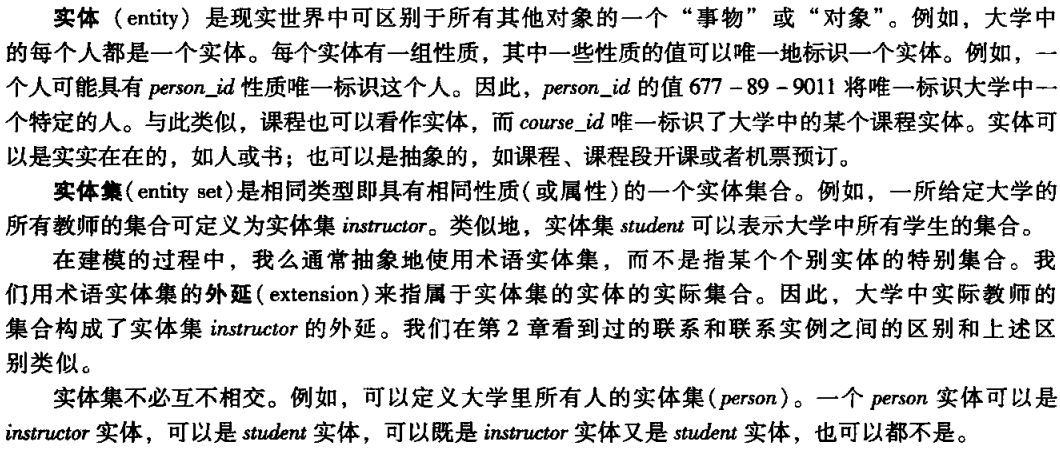 实体（entity）是现实世界中可区别于所有其他对象的一个“事物”或“对象”。例如，大学中
的每个人都是一个实体。每个实体有一组性质，其中一些性质的值可以唯一地标识一个实体。例如，一
个人可能具有 person_id 性质唯一标识这个人。因此，person_id 的值 677 – 89 – 9011 将唯一标识大学中一
个特定的人。与此类似，课程也可以看作实体，而 course_id 唯一标识了大学中的某个课程实体。实体可
以是实实在在的，如人或书；也可以是抽象的，如课程、课程段开课或者机票预订。
实体集(entity set)是相同类型即具有相同性质(或属性)的一个实体集合。例如，一所给定大学的
所有教师的集合可定义为实体集 instructor。类似地，实体集 student 可以表示大学中所有学生的集合。
在建模的过程中，我么通常抽象地使用术语实体集，而不是指某个个别实体的特别集合。我
们用术语实体集的外延(extension)来指属于实体集的实体的实际集合。因此，大学中实际教师的
集合构成了实体集 instructor 的外延。我们在第 2 章看到过的联系和联系实例之间的区别和上述区
别类似。
实体集不必互不相交。例如，可以定义大学里所有人的实体集(person)。一个 person 实体可以是
instructor 实体，可以是 student 实体，可以既是 instructor 实体又是 student 实体，也可以都不是。